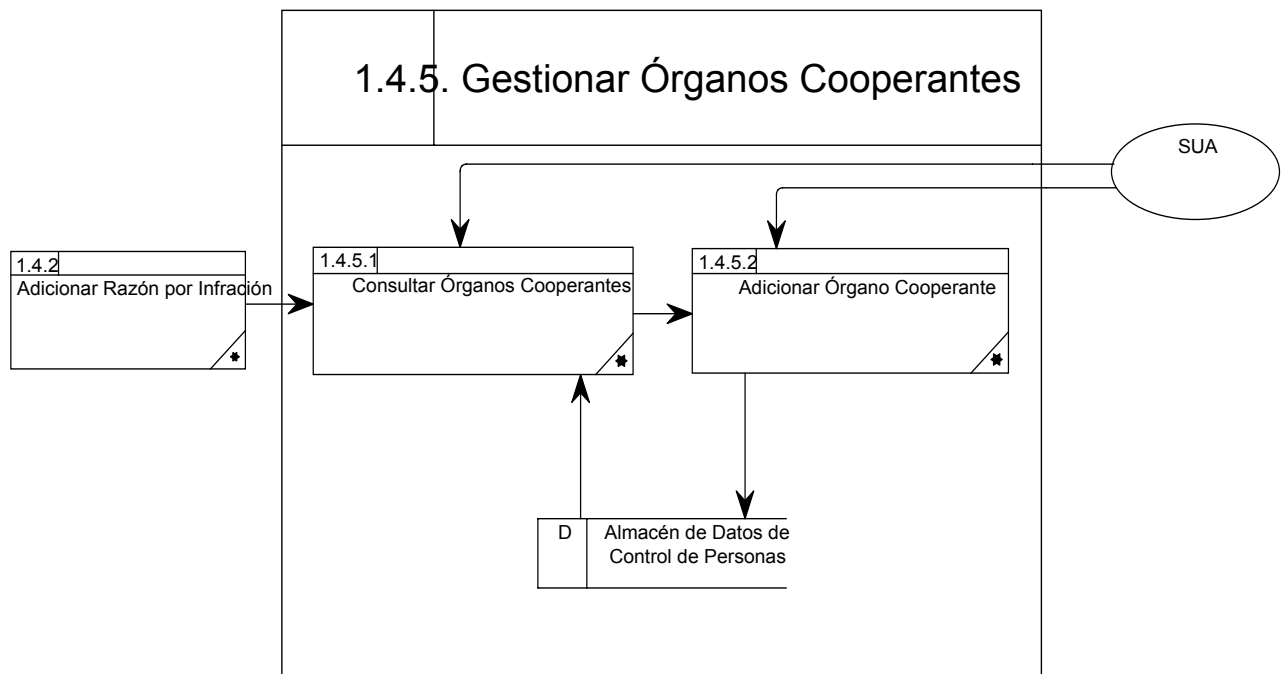 1.4.5. Gestionar Órganos Cooperantes
SUA
1.4.2
Adicionar Razón por Infración
1.4.5.1
Consultar Órganos Cooperantes
1.4.5.2
Adicionar Órgano Cooperante
D
Almacén de Datos de
Control de Personas